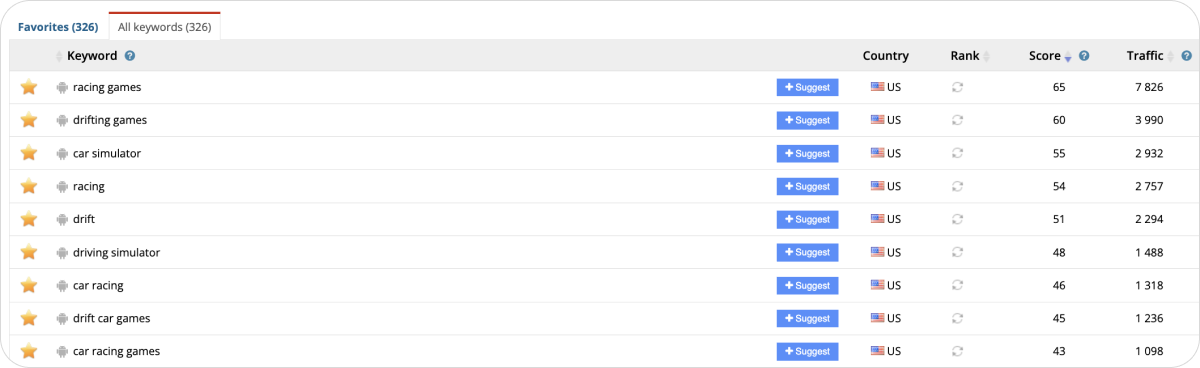 Favorites (326) All keywords (326)
Keyword ? Country Rank Score ? Traffic ?
racing games + Suggest US 65 7 826
drifting games + Suggest US 60 3 990
car simulator + Suggest US 55 2 932
racing + Suggest US 54 2 757
drift + Suggest US 51 2 294
driving simulator + Suggest US 48 1 488
car racing + Suggest US 46 1 318
drift car games + Suggest US 45 1 236
car racing games + Suggest US 43 1 098